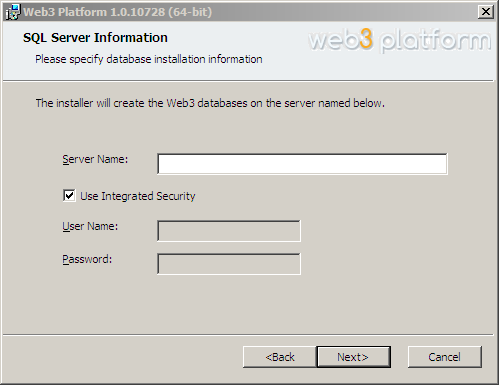 Web3 Platform 1.0.10728 (64-bit)
SQL Server Information
web3 platform
Please specify database installation information
The installer will create the Web3 databases on the server named below.
Server Name:
Use Integrated Security
User Name:
Password:
<Back
Next>
Cancel